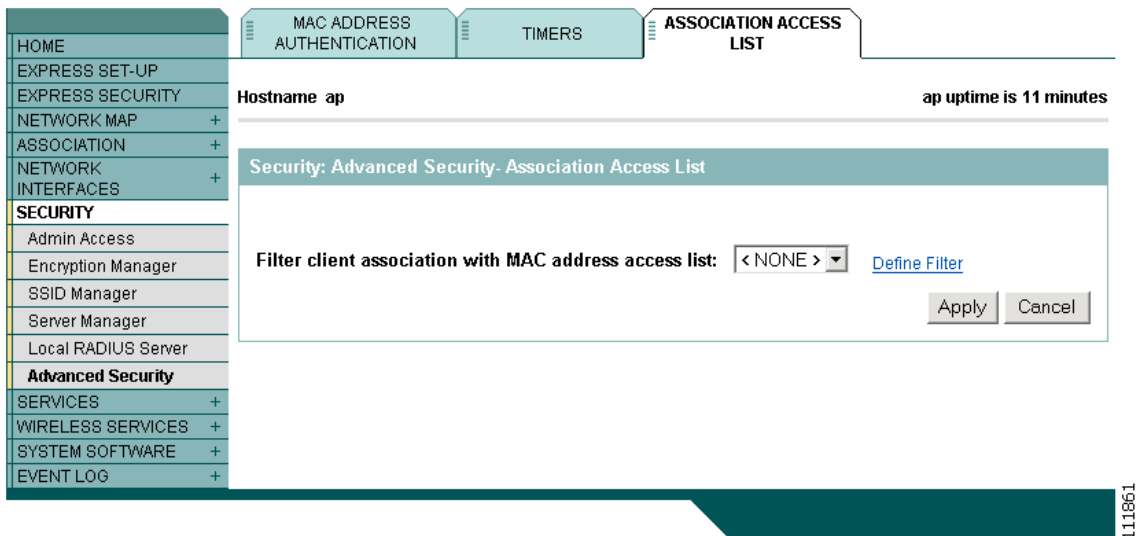 MAC ADDRESS
AUTHENTICATION
TIMERS
ASSOCIATION ACCESS
LIST
HOME
EXPRESS SET-UP
EXPRESS SECURITY
NETWORK MAP +
ASSOCIATION +
NETWORK
INTERFACES +
SECURITY
Admin Access
Encryption Manager
SSID Manager
Server Manager
Local RADIUS Server
Advanced Security
SERVICES +
WIRELESS SERVICES +
SYSTEM SOFTWARE +
EVENT LOG +
Hostname ap
ap uptime is 11 minutes
Security: Advanced Security- Association Access List
Filter client association with MAC address access list: < NONE > Define Filter
Apply Cancel
111861